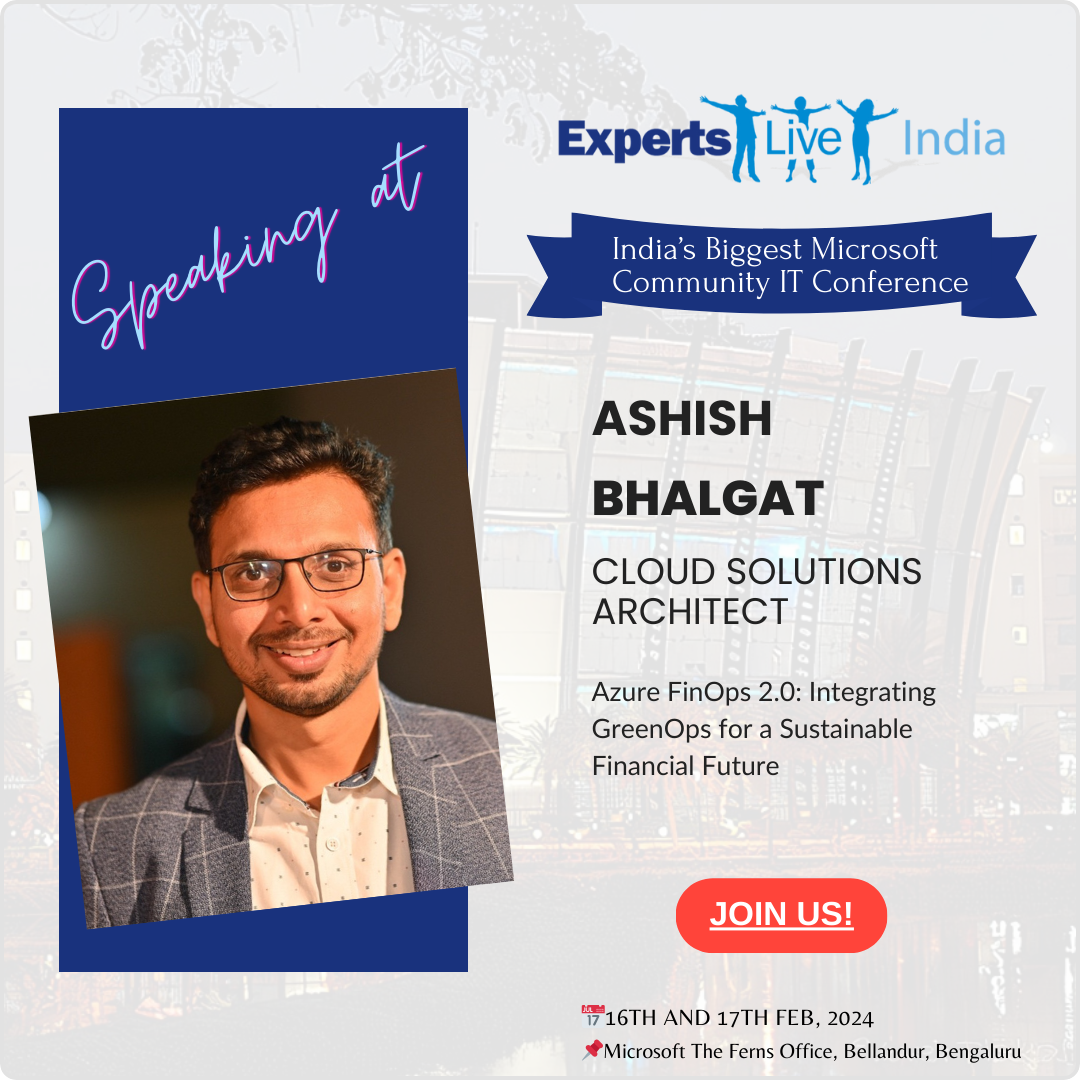 Speaking at
Experts Live India
India’s Biggest Microsoft
Community IT Conference
ASHISH
BHALGAT
CLOUD SOLUTIONS
ARCHITECT
Azure FinOps 2.0: Integrating
GreenOps for a Sustainable
Financial Future
JOIN US!
JUL 17 16TH AND 17TH FEB, 2024
Microsoft The Ferns Office, Bellandur, Bengaluru